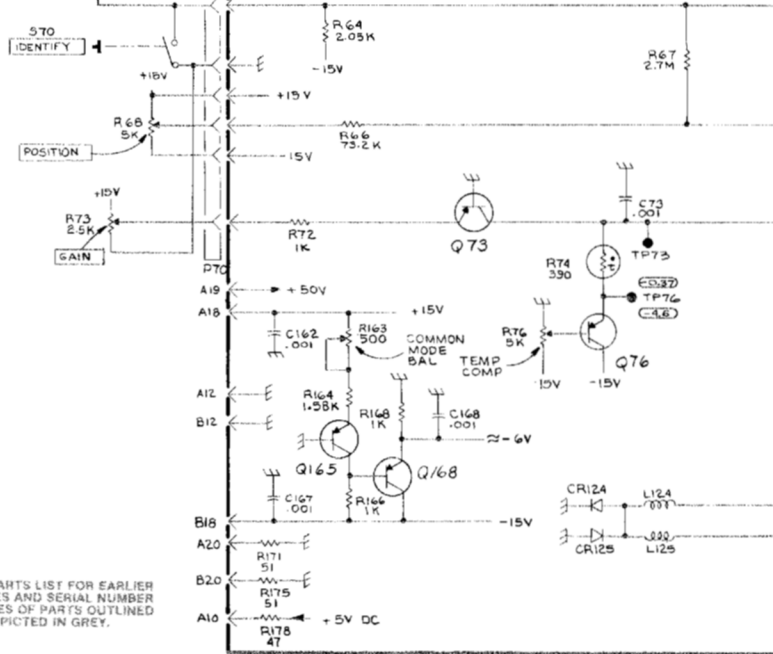 S70
IDENTIFY
R64
2.05K
-15V
R67
2.7M
+15V
+15V
R68
5K
POSITION
R66
73.2K
-15V
+15V
R73
2.5K
GAIN
R72
1K
Q73
C73
.001
TP73
R74
390
t
-0.37
TP76
-4.6
P70
A19
+50V
A18
+15V
C162
.001
R163
500
COMMON
MODE
BAL
R76
5K
TEMP
COMP
Q76
-15V
-15V
A12
R164
1.58K
R168
1K
C168
.001
B12
≈-6V
Q165
Q168
C167
.001
R166
1K
B18
-15V
CR124
L124
CR125
L125
A20
R171
51
B20
R175
51
A10
R178
47
+5V DC
ARTS LIST FOR EARLIER
ES AND SERIAL NUMBER
ES OF PARTS OUTLINED
PICTED IN GREY.